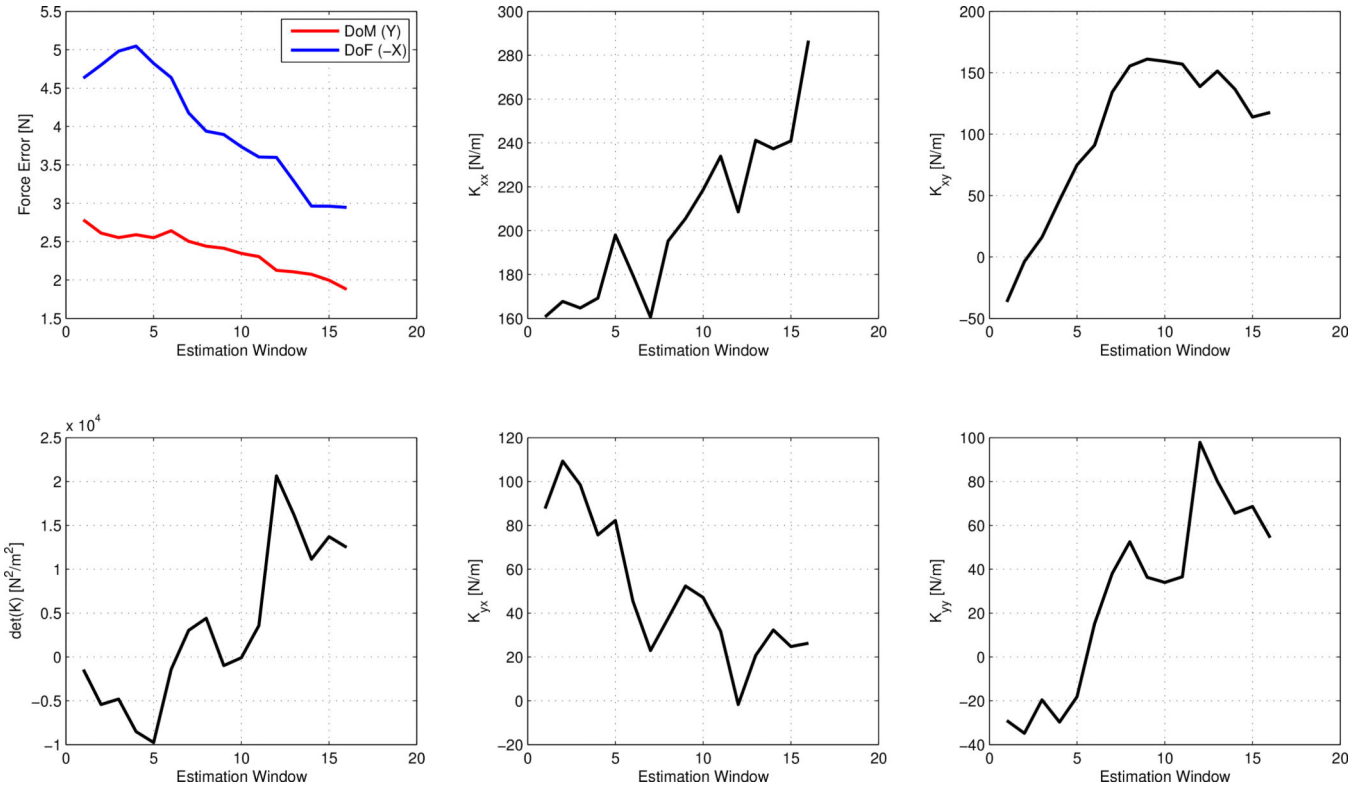 5.5
5
4.5
4
3.5
3
2.5
2
1.5
Force Error [N]
DoM (Y)
DoF (−X)
0 5 10 15 20
Estimation Window
300
280
260
240
220
200
180
160
K_xx [N/m]
0 5 10 15 20
Estimation Window
200
150
100
50
0
−50
K_xy [N/m]
0 5 10 15 20
Estimation Window
x 10^4
2.5
2
1.5
1
0.5
0
−0.5
−1
det(K) [N^2/m^2]
0 5 10 15 20
Estimation Window
120
100
80
60
40
20
0
−20
K_yx [N/m]
0 5 10 15 20
Estimation Window
100
80
60
40
20
0
−20
−40
K_yy [N/m]
0 5 10 15 20
Estimation Window